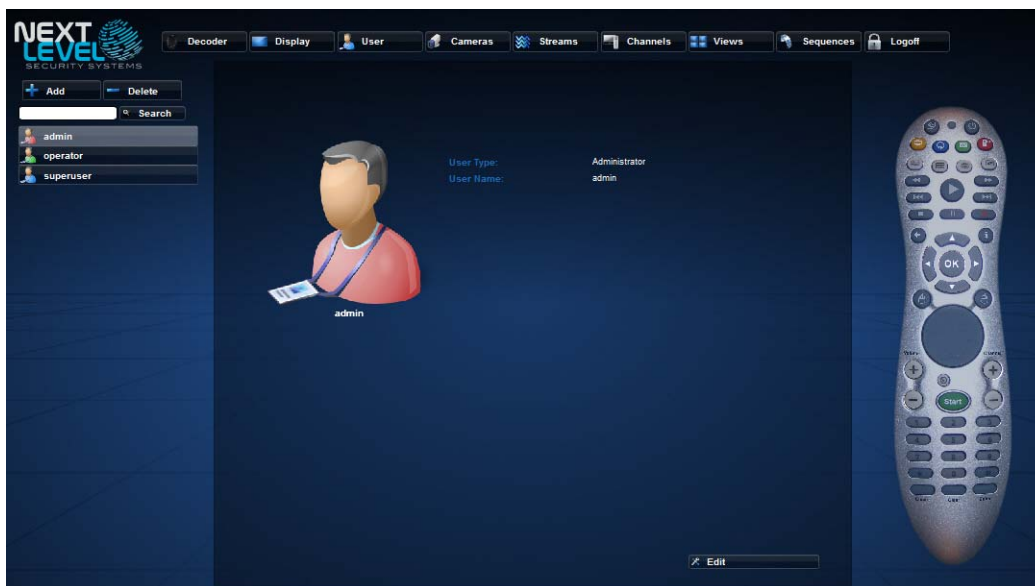 NEXT
LEVEL
SECURITY SYSTEMS
Decoder
Display
User
Cameras
Streams
Channels
Views
Sequences
Logoff
Add
Delete
Search
admin
operator
superuser
User Type: Administrator
User Name: admin
admin
OK
Start
Edit